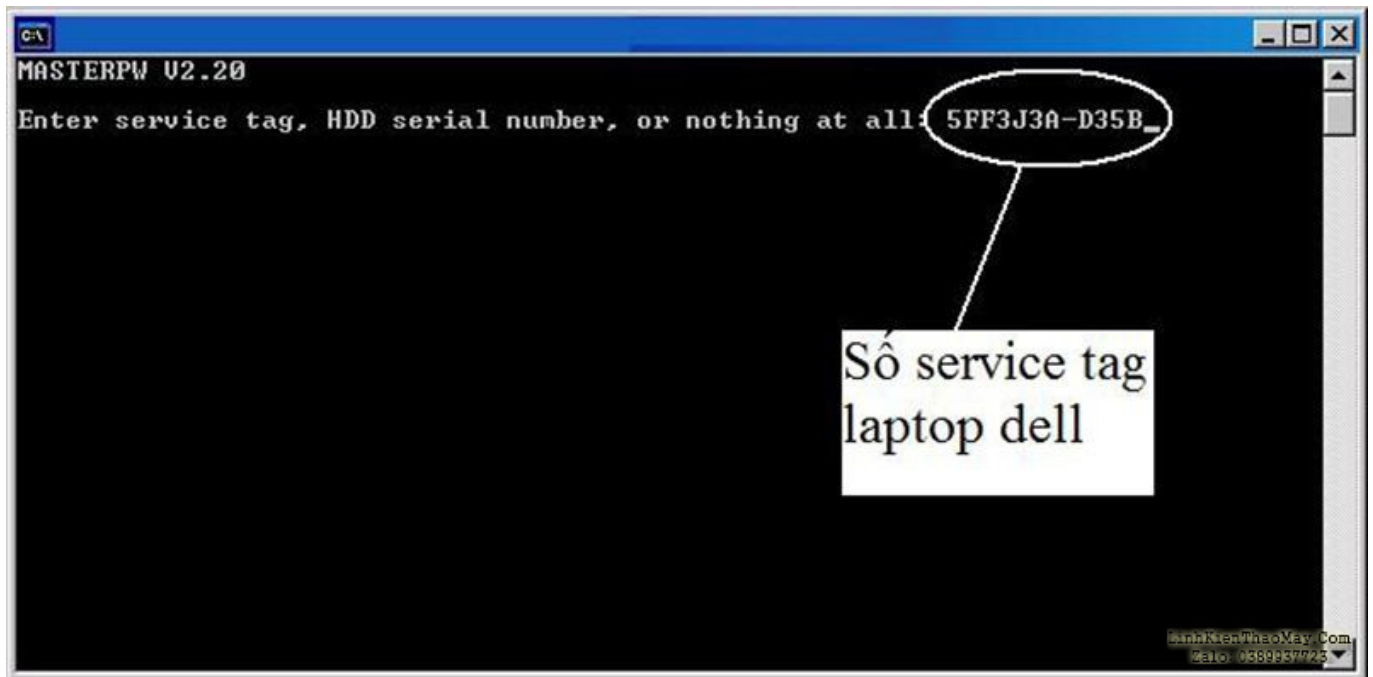 C:\
MASTERPW V2.20
Enter service tag, HDD serial number, or nothing at all: 5FF3J3A-D35B_
Số service tag
laptop dell
LinhKienThaoMay.Com
Zalo: 0389937723